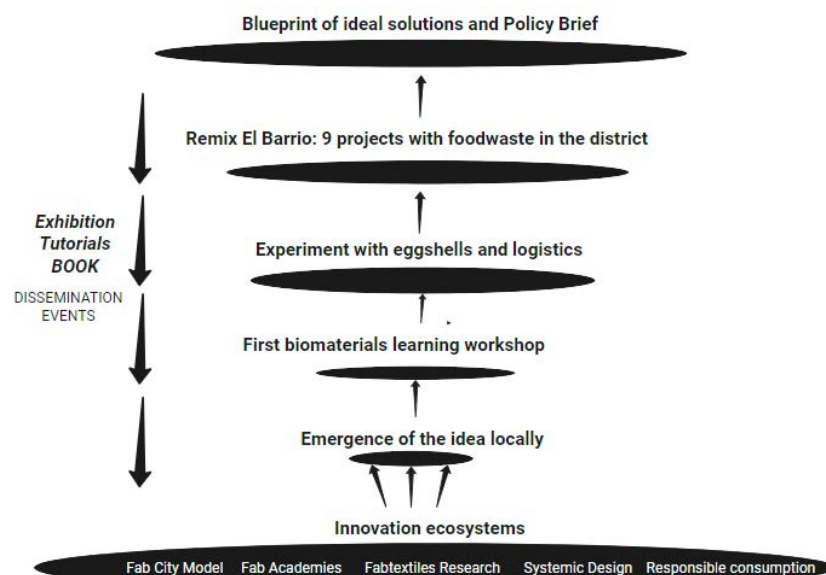 Blueprint of ideal solutions and Policy Brief
Remix El Barrio: 9 projects with foodwaste in the district
Exhibition
Tutorials
BOOK
DISSEMINATION
EVENTS
Experiment with eggshells and logistics
First biomaterials learning workshop
Emergence of the idea locally
Innovation ecosystems
Fab City Model Fab Academies Fabtextiles Research Systemic Design Responsible consumption